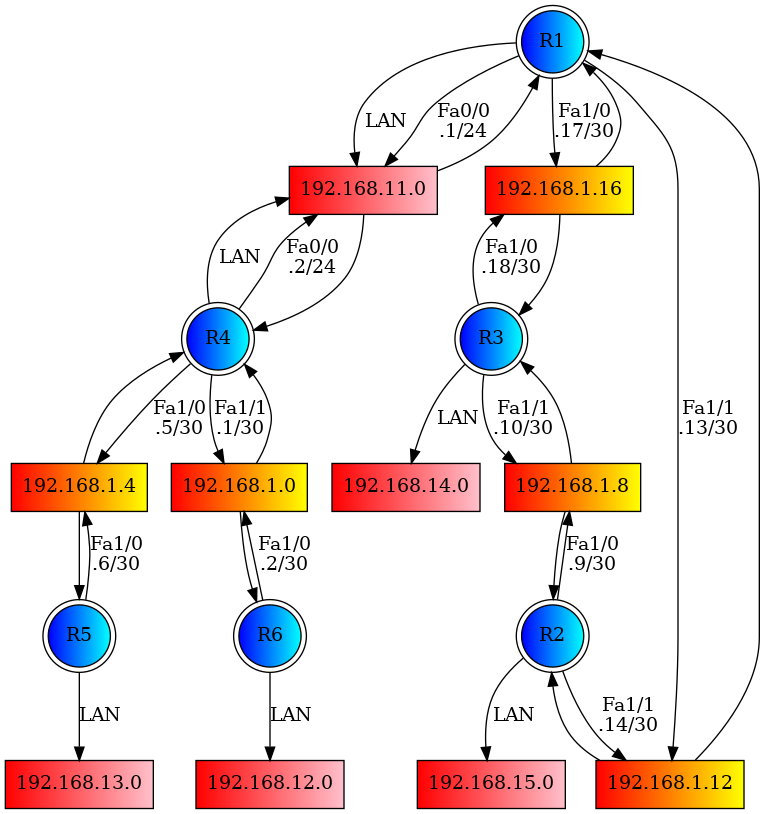 R1
LAN
Fa0/0
.1/24
Fa1/0
.17/30
192.168.11.0
192.168.1.16
LAN
Fa0/0
.2/24
Fa1/0
.18/30
R4
R3
Fa1/0
.5/30
Fa1/1
.1/30
LAN
Fa1/1
.10/30
Fa1/1
.13/30
192.168.1.4
192.168.1.0
192.168.14.0
192.168.1.8
Fa1/0
.6/30
Fa1/0
.2/30
Fa1/0
.9/30
R5
R6
R2
LAN
LAN
LAN
Fa1/1
.14/30
192.168.13.0
192.168.12.0
192.168.15.0
192.168.1.12